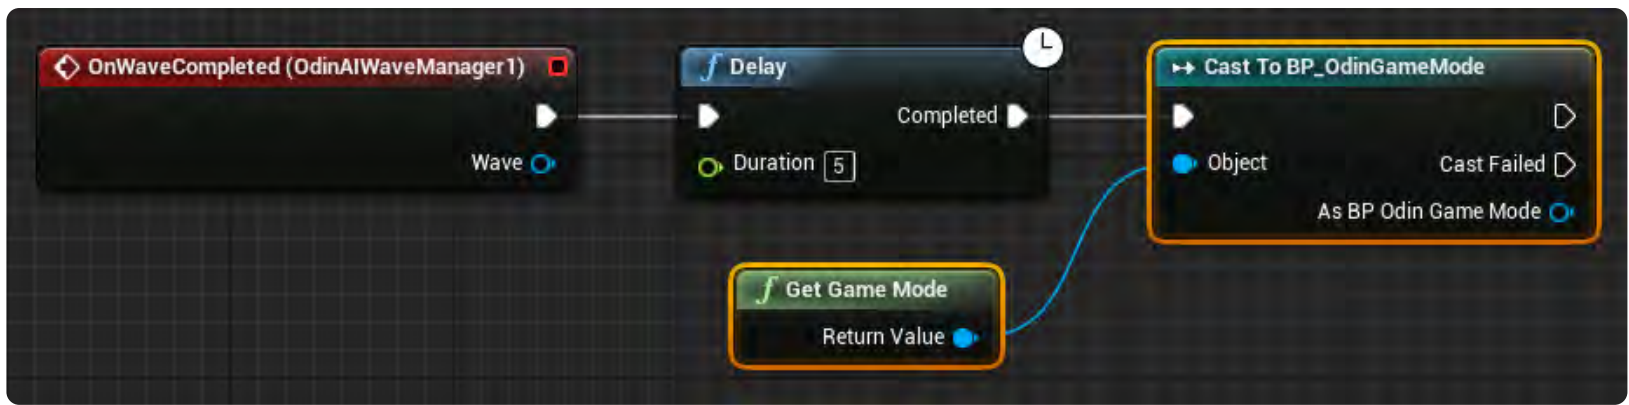 OnWaveCompleted (OdinAIWaveManager1)
Wave
f Delay
Completed
Duration 5
Cast To BP_OdinGameMode
Object
Cast Failed
As BP Odin Game Mode
f Get Game Mode
Return Value